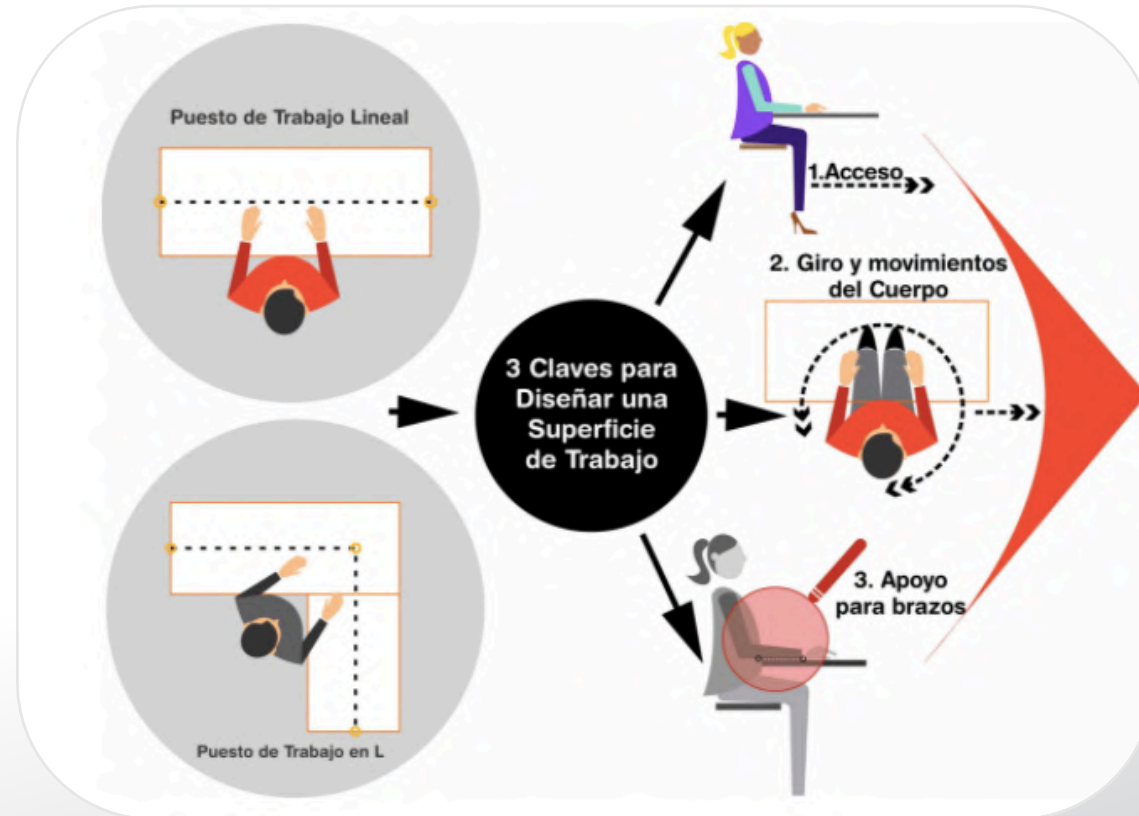 Puesto de Trabajo Lineal
Puesto de Trabajo en L
3 Claves para
Diseñar una
Superficie
de Trabajo
1.Acceso
2. Giro y movimientos
del Cuerpo
3. Apoyo
para brazos